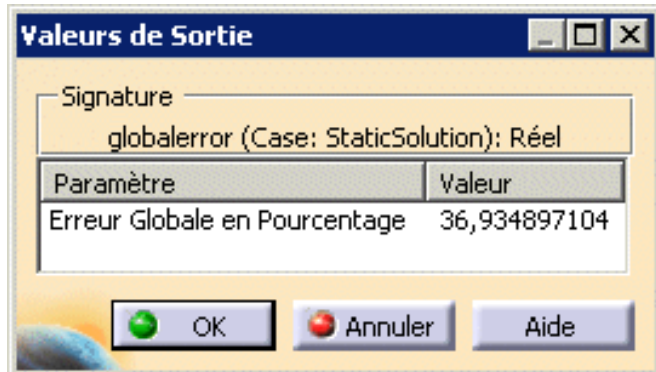 Valeurs de Sortie
Signature
globalerror (Case: StaticSolution): Réel
Paramètre Valeur
Erreur Globale en Pourcentage 36,934897104
OK Annuler Aide